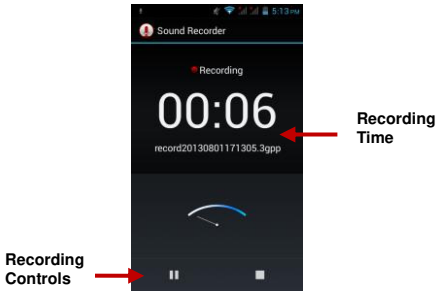 5:13 PM
Sound Recorder
Recording
00:06
record20130801171305.3gpp
Recording
Time
Recording
Controls